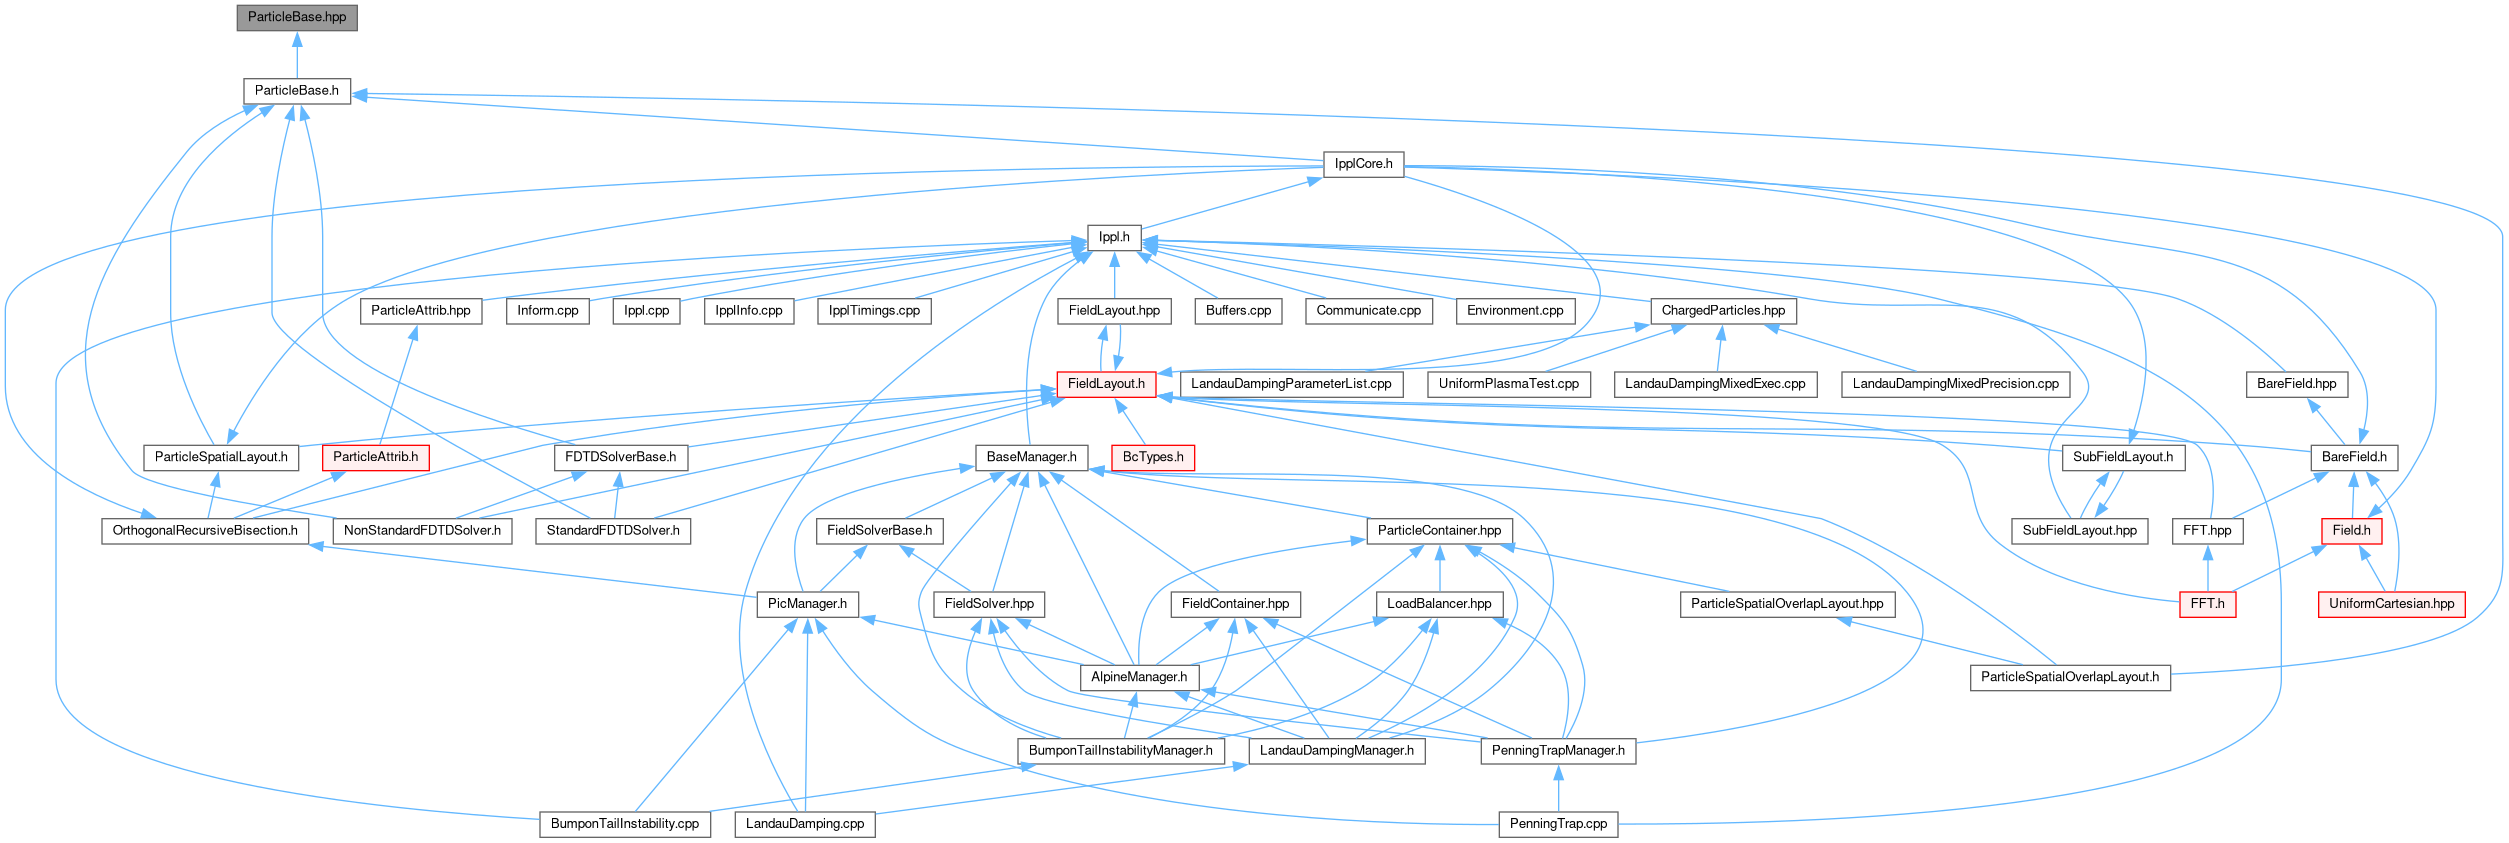 ParticleBase.hpp
ParticleBase.h
IpplCore.h
Ippl.h
ParticleAttrib.hpp
Inform.cpp
Ippl.cpp
IpplInfo.cpp
IpplTimings.cpp
FieldLayout.hpp
Buffers.cpp
Communicate.cpp
Environment.cpp
ChargedParticles.hpp
FieldLayout.h
LandauDampingParameterList.cpp
UniformPlasmaTest.cpp
LandauDampingMixedExec.cpp
LandauDampingMixedPrecision.cpp
BareField.hpp
ParticleSpatialLayout.h
ParticleAttrib.h
FDTDSolverBase.h
BaseManager.h
BcTypes.h
SubFieldLayout.h
BareField.h
OrthogonalRecursiveBisection.h
NonStandardFDTDSolver.h
StandardFDTDSolver.h
FieldSolverBase.h
ParticleContainer.hpp
SubFieldLayout.hpp
FFT.hpp
Field.h
PicManager.h
FieldSolver.hpp
FieldContainer.hpp
LoadBalancer.hpp
ParticleSpatialOverlapLayout.hpp
FFT.h
UniformCartesian.hpp
AlpineManager.h
ParticleSpatialOverlapLayout.h
BumponTailInstabilityManager.h
LandauDampingManager.h
PenningTrapManager.h
BumponTailInstability.cpp
LandauDamping.cpp
PenningTrap.cpp